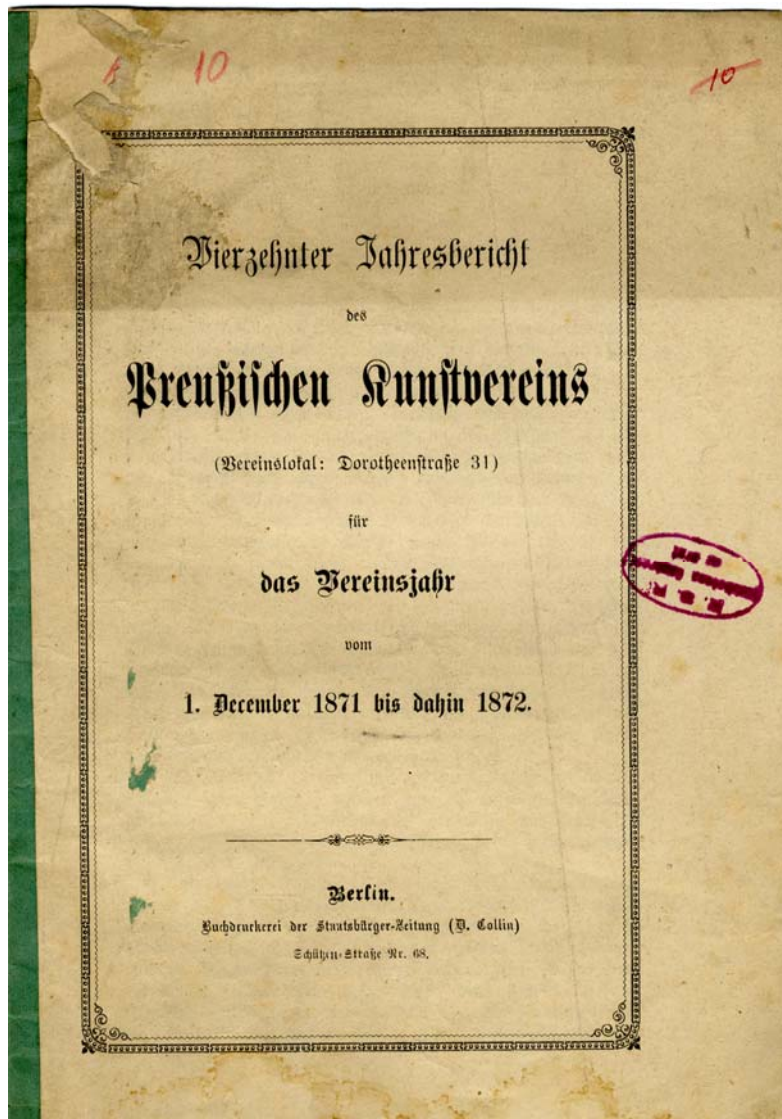 10
10
Vierzehnter Jahresbericht
des
Preußischen Kunstvereins
(Vereinslokal: Dorotheenstraße 31)
für
das Vereinsjahr
vom
1. December 1871 bis dahin 1872.
Berlin.
Buchdruckerei der Staatsbürger-Zeitung (D. Collin)
Schützen-Straße Nr. 68.